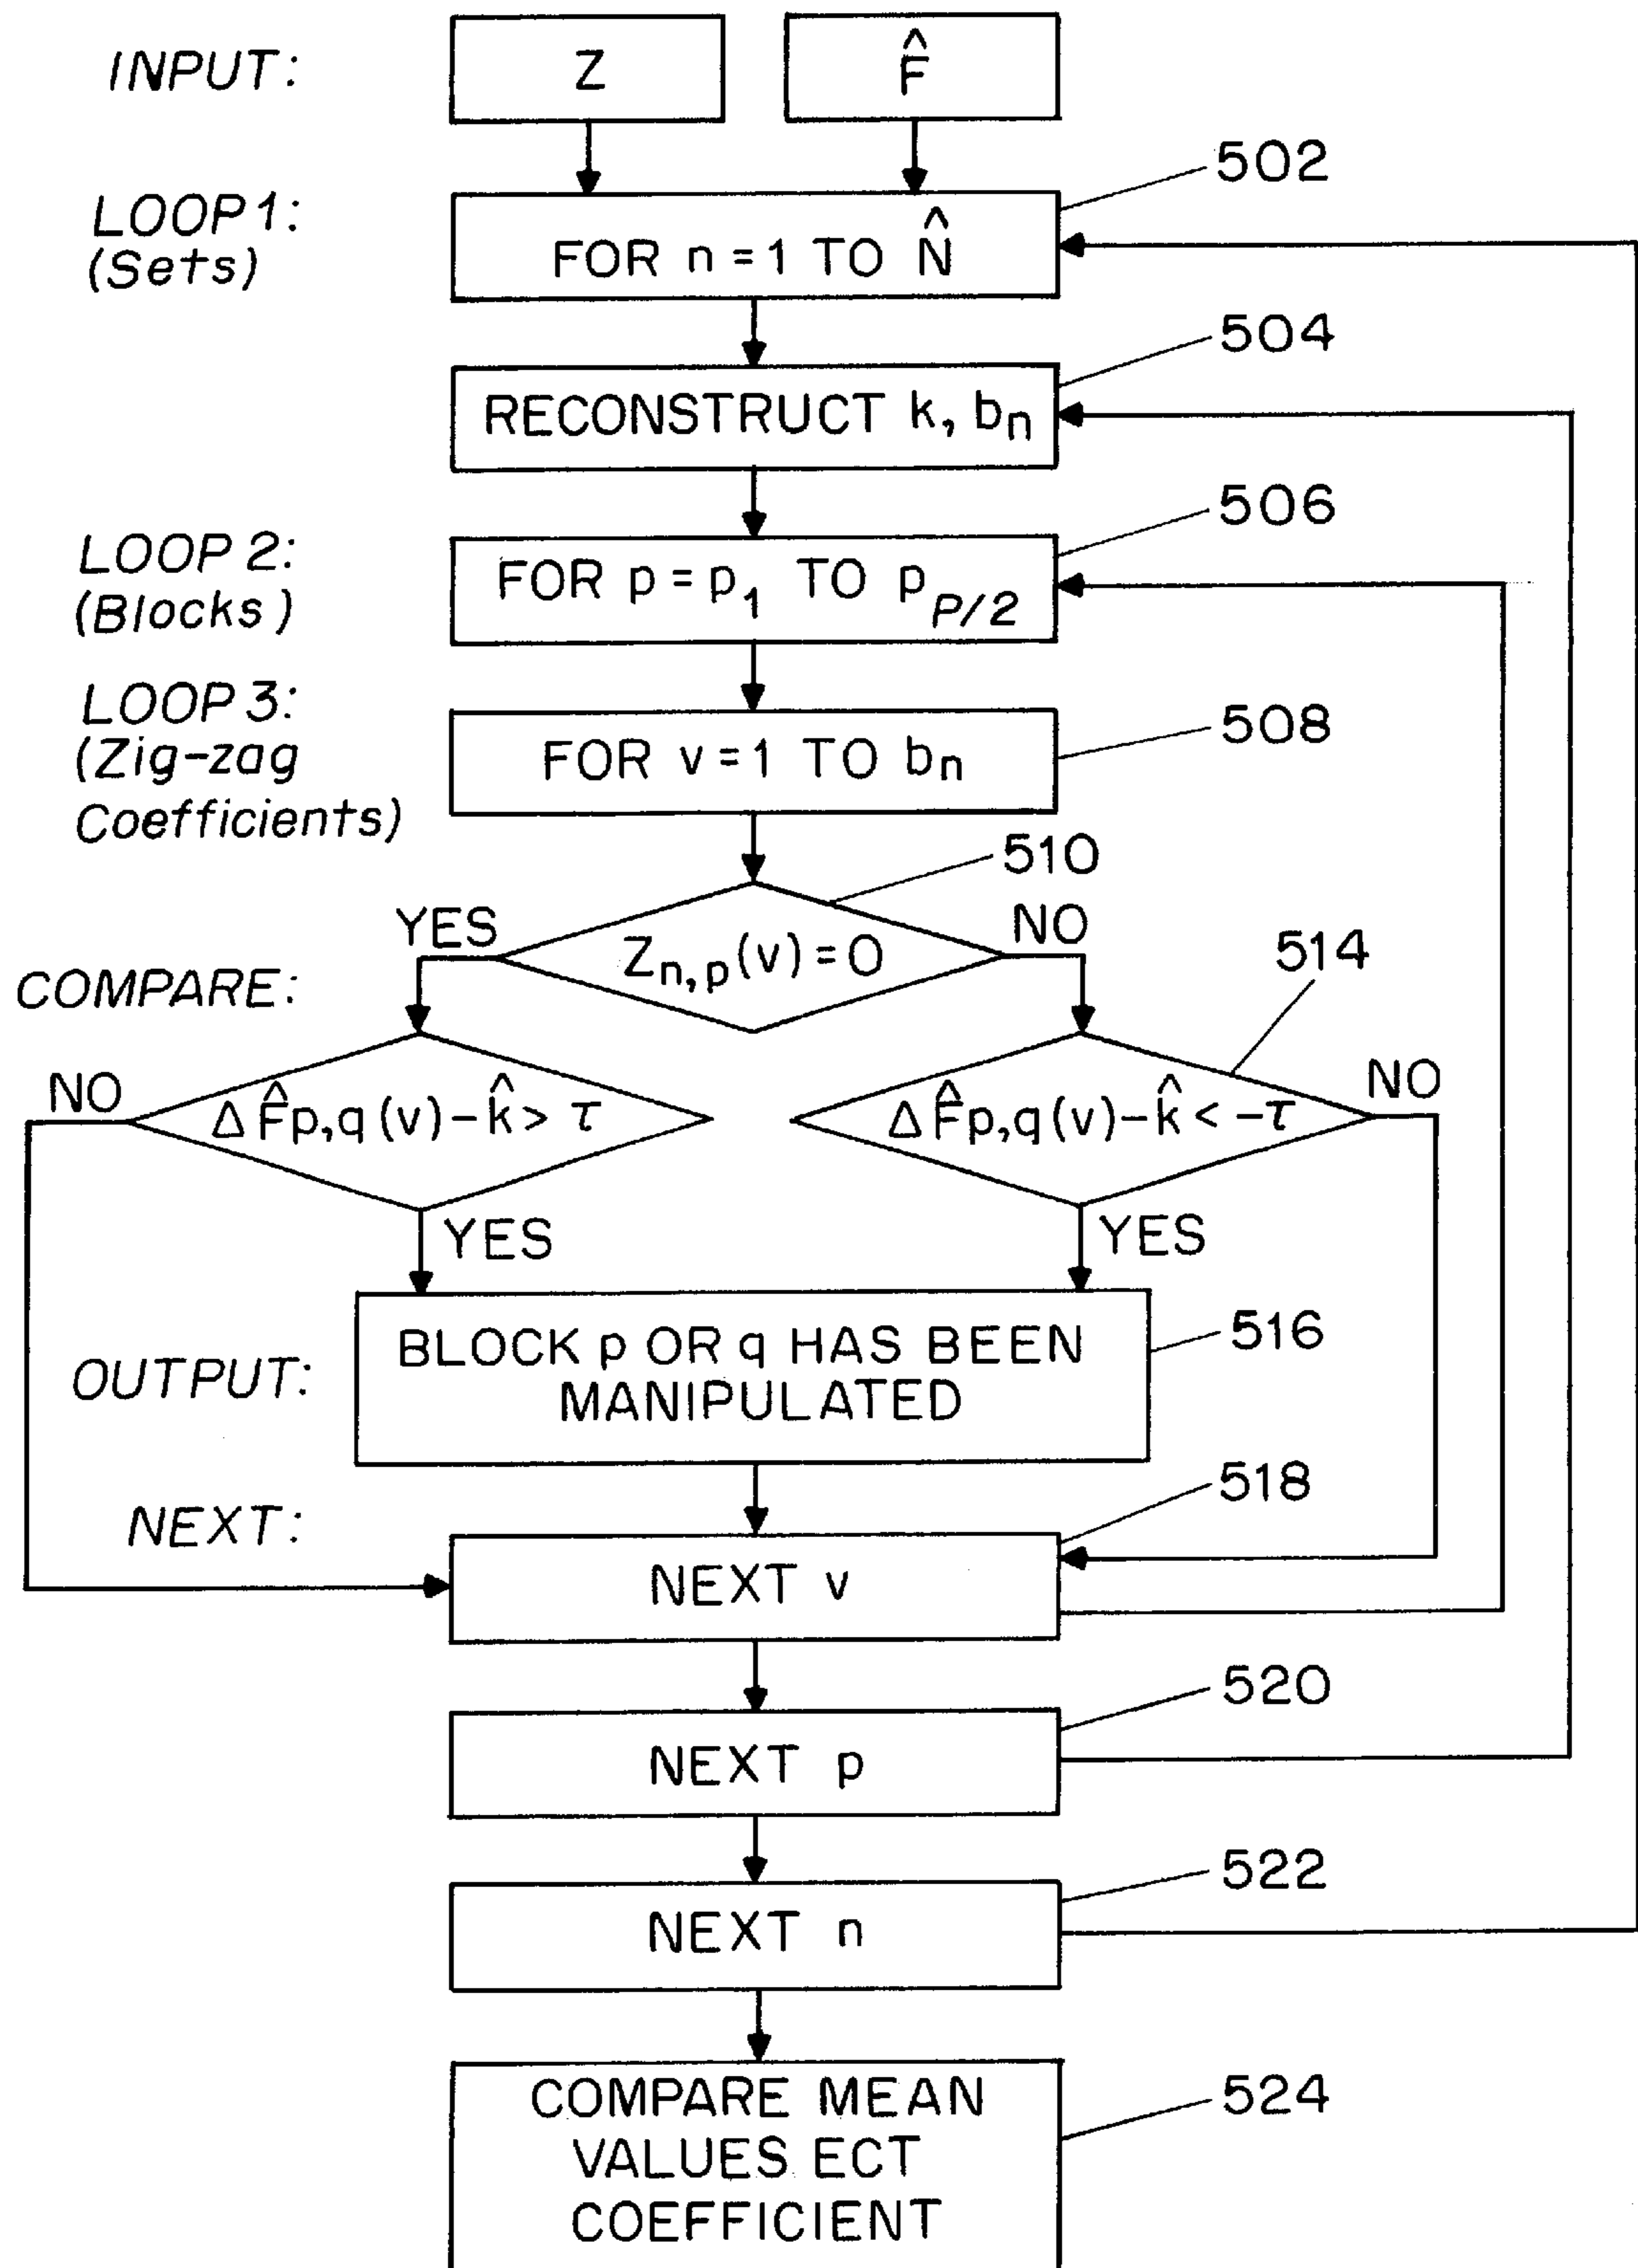 INPUT:
Z
F̂
502
LOOP 1:
(Sets)
FOR n = 1 TO N̂
504
RECONSTRUCT k, bn
506
LOOP 2:
(Blocks)
FOR p = p1 TO pP/2
LOOP 3:
(Zig-zag
Coefficients)
508
FOR v = 1 TO bn
510
YES
NO
Zn,p(v) = 0
514
COMPARE:
NO
ΔF̂p,q(v) – k̂ > τ
ΔF̂p,q(v) – k̂ < –τ
NO
YES
YES
516
OUTPUT:
BLOCK p OR q HAS BEEN
MANIPULATED
518
NEXT:
NEXT v
520
NEXT p
522
NEXT n
524
COMPARE MEAN
VALUES ECT
COEFFICIENT